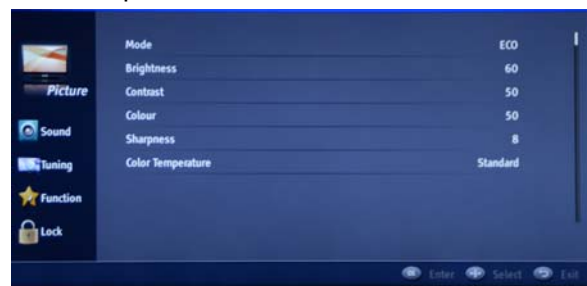 Mode ECO
Brightness 60
Picture
Contrast 50
Colour 50
Sound
Sharpness 8
Tuning
Color Temperature Standard
Function
Lock
Enter Select Exit